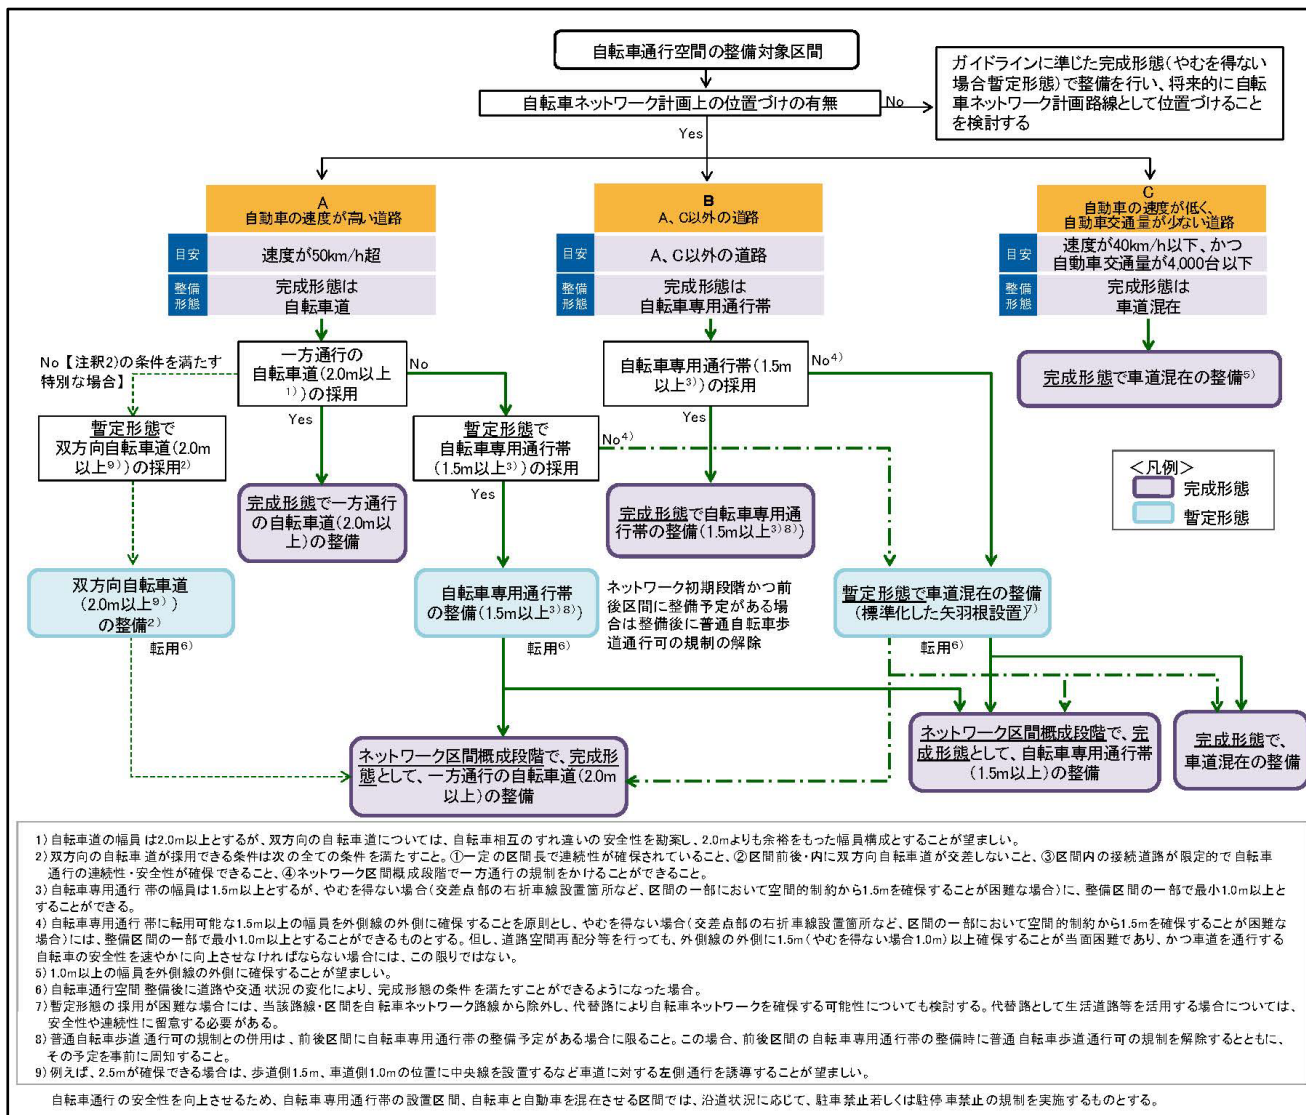 自転車通行空間の整備対象区間
自転車ネットワーク計画上の位置づけの有無
No
ガイドラインに準じた完成形態(やむを得ない
場合暫定形態)で整備を行い、将来的に自転
車ネットワーク計画路線として位置づけること
を検討する
Yes
A
自動車の速度が高い道路
目安
速度が50km/h超
整備
形態
完成形態は
自転車道
B
A、C以外の道路
目安
A、C以外の道路
整備
形態
完成形態は
自転車専用通行帯
C
自動車の速度が低く、
自動車交通量が少ない道路
目安
速度が40km/h以下、かつ
自動車交通量が4,000台以下
整備
形態
完成形態は
車道混在
No【注釈2)の条件を満たす
特別な場合】
一方通行の
自転車道(2.0m以上
1))の採用
No
Yes
自転車専用通行帯(1.5m
以上3))の採用
No4)
Yes
完成形態で車道混在の整備5)
暫定形態で
双方向自転車道(2.0m
以上9))の採用2)
暫定形態で
自転車専用通行帯
(1.5m以上3))の採用
No4)
Yes
完成形態で一方通行
の自転車道(2.0m以
上)の整備
完成形態で自転車専用通
行帯の整備(1.5m以上3)8))
<凡例>
完成形態
暫定形態
双方向自転車道
(2.0m以上9))
の整備2)
転用6)
自転車専用通行帯
の整備(1.5m以上3)8))
転用6)
ネットワーク初期段階かつ前
後区間に整備予定がある場
合は整備後に普通自転車歩
道通行可の規制の解除
暫定形態で車道混在の整備
(標準化した矢羽根設置)7)
転用6)
ネットワーク区間概成段階で、完成形
態として、一方通行の自転車道(2.0m
以上)の整備
ネットワーク区間概成段階で、完
成形態として、自転車専用通行帯
(1.5m以上)の整備
完成形態で、
車道混在の整備
1)自転車道の幅員は2.0m以上とするが、双方向の自転車道については、自転車相互のすれ違いの安全性を勘案し、2.0mよりも余裕をもった幅員構成とすることが望ましい。
2)双方向の自転車道が採用できる条件は次の全ての条件を満たすこと。①一定の区間長で連続性が確保されていること、②区間前後・内に双方向自転車道が交差しないこと、③区間内の接続道路が限定的で自転車
通行の連続性・安全性が確保できること、④ネットワーク区間概成段階で一方通行の規制をかけることができること。
3)自転車専用通行帯の幅員は1.5m以上とするが、やむを得ない場合(交差点部の右折車線設置箇所など、区間の一部において空間的制約から1.5mを確保することが困難な場合)に、整備区間の一部で最小1.0m以上と
することができる。
4)自転車専用通行帯に転用可能な1.5m以上の幅員を外側線の外側に確保することを原則とし、やむを得ない場合(交差点部の右折車線設置箇所など、区間の一部において空間的制約から1.5mを確保することが困難な
場合)には、整備区間の一部で最小1.0m以上とすることができるものとする。但し、道路空間再配分等を行っても、外側線の外側に1.5m(やむを得ない場合1.0m)以上確保することが当面困難であり、かつ車道を通行する
自転車の安全性を速やかに向上させなければならない場合には、この限りではない。
5)1.0m以上の幅員を外側線の外側に確保することが望ましい。
6)自転車通行空間整備後に道路や交通状況の変化により、完成形態の条件を満たすことができるようになった場合。
7)暫定形態の採用が困難な場合には、当該路線・区間を自転車ネットワーク路線から除外し、代替路により自転車ネットワークを確保する可能性についても検討する。代替路として生活道路等を活用する場合については、
安全性や連続性に留意する必要がある。
8)普通自転車歩道通行可の規制との併用は、前後区間に自転車専用通行帯の整備予定がある場合に限ること。この場合、前後区間の自転車専用通行帯の整備時に普通自転車歩道通行可の規制を解除するとともに、
その予定を事前に周知すること。
9)例えば、2.5mが確保できる場合は、歩道側1.5m、車道側1.0mの位置に中央線を設置するなど車道に対する左側通行を誘導することが望ましい。
自転車通行の安全性を向上させるため、自転車専用通行帯の設置区間、自転車と自動車を混在させる区間では、沿道状況に応じて、駐車禁止若しくは駐停車禁止の規制を実施するものとする。